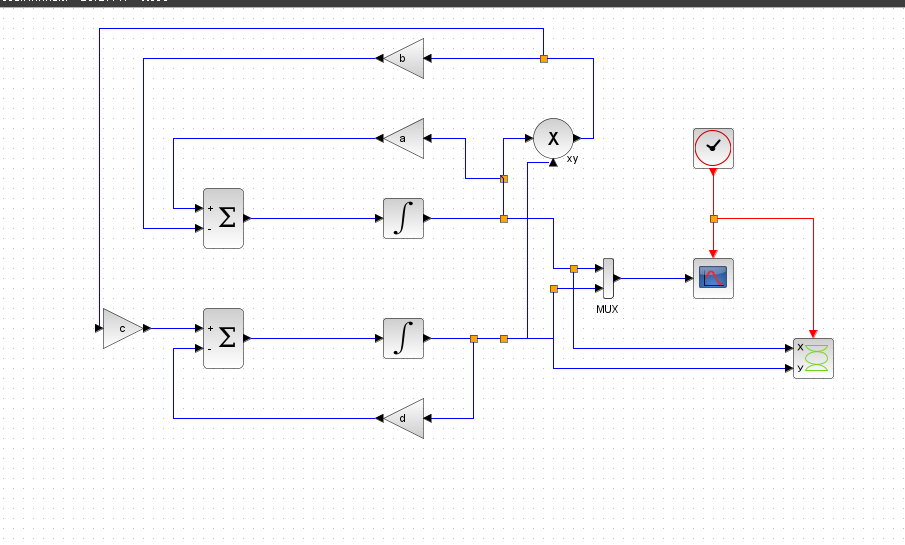 b
a
X
xy
+
Σ
-
∫
MUX
c
+
Σ
-
∫
x
y
d